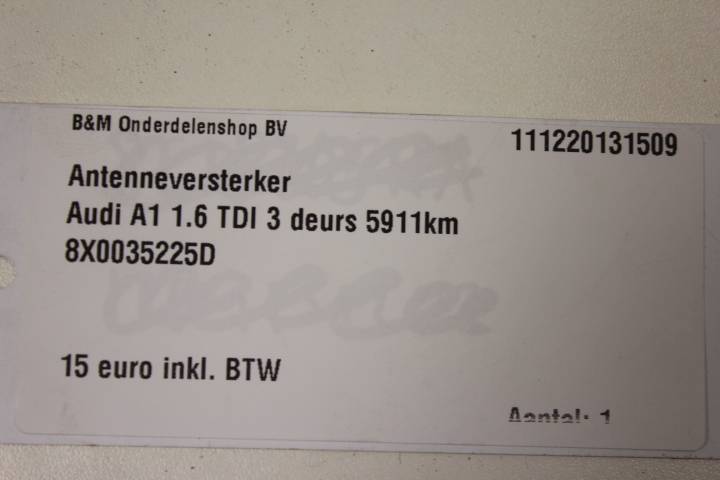 B&M Onderdelenshop BV
111220131509
Antenneversterker
Audi A1 1.6 TDI 3 deurs 5911km
8X0035225D
15 euro inkl. BTW
Aantal: 1